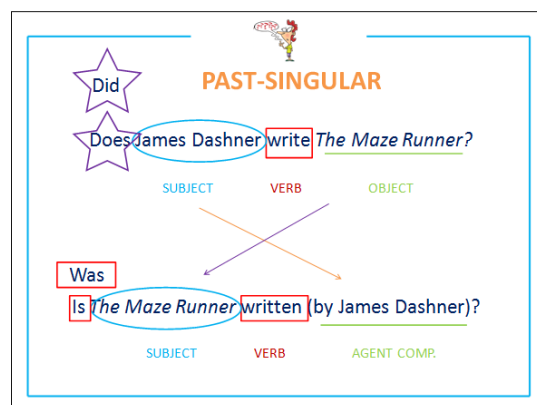 Did
PAST-SINGULAR
Does James Dashner write The Maze Runner?
SUBJECT VERB OBJECT
Was
Is The Maze Runner written (by James Dashner)?
SUBJECT VERB AGENT COMP.